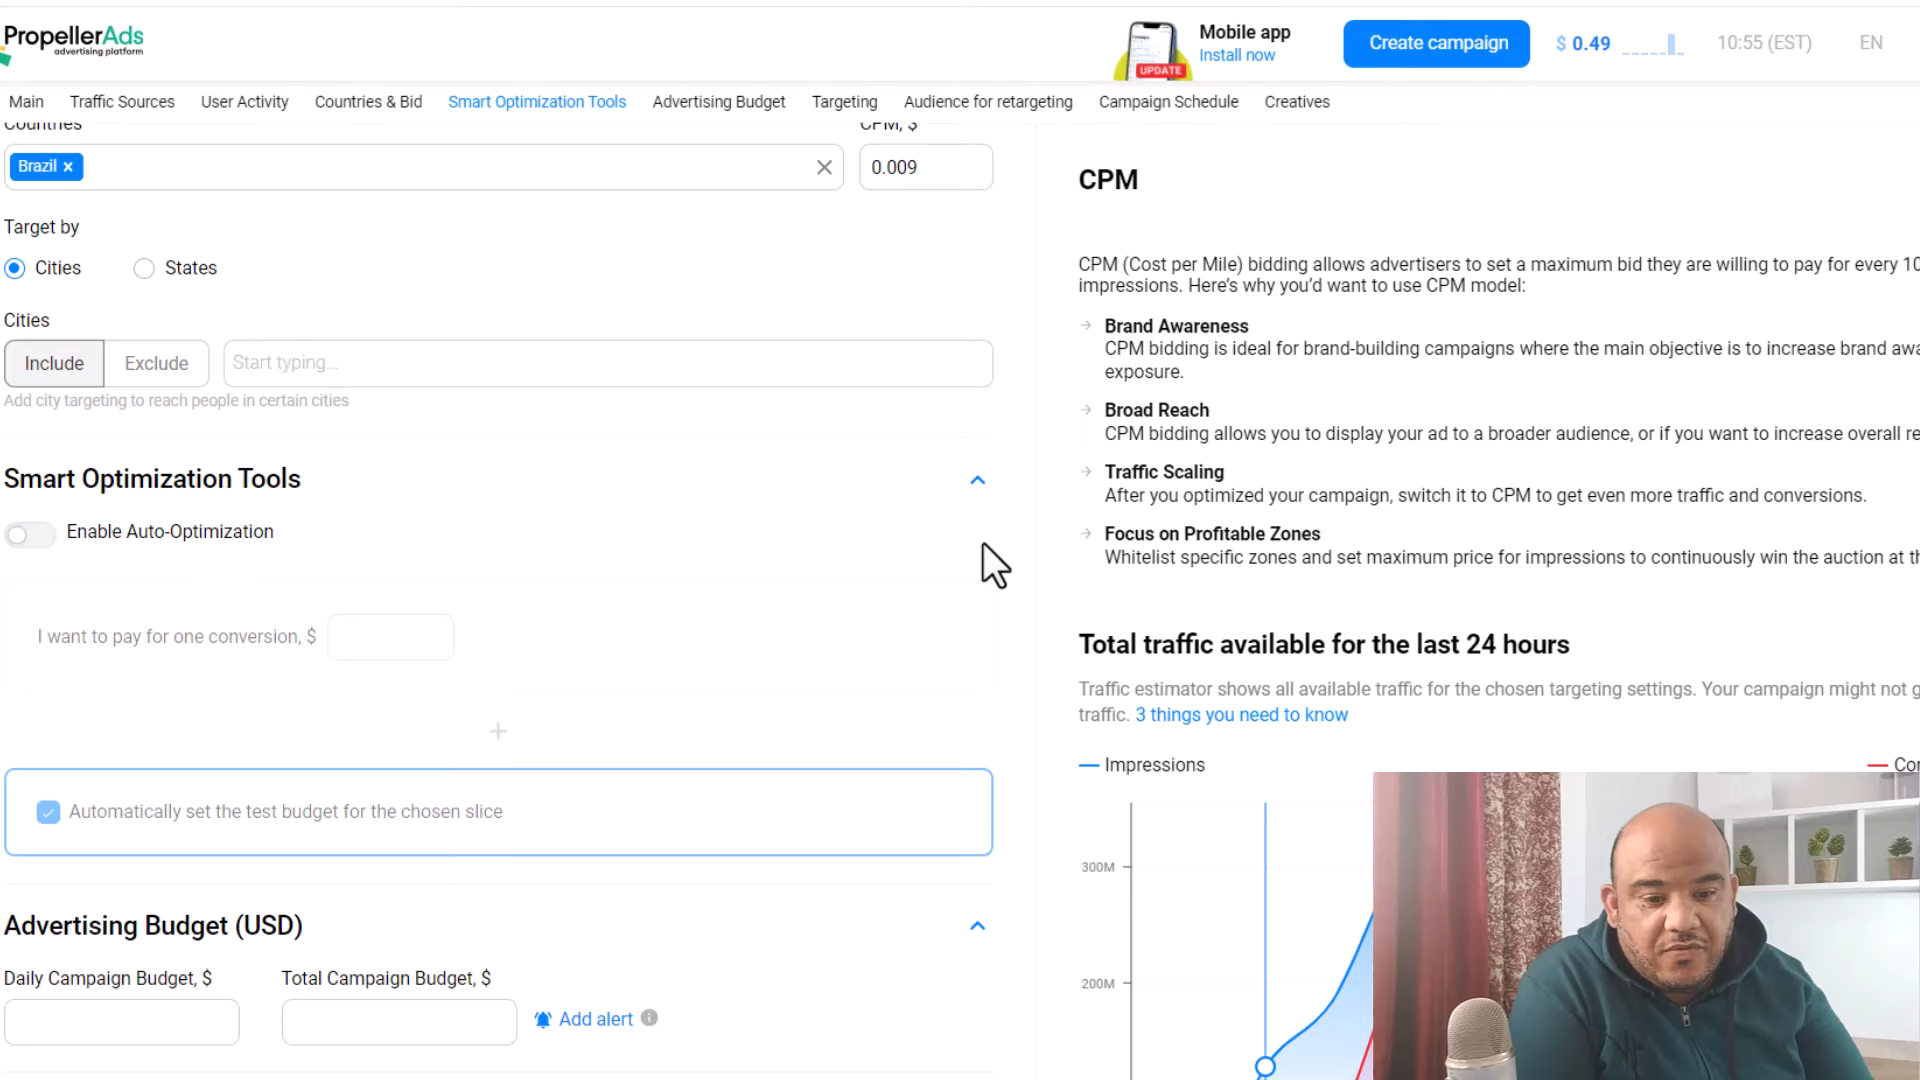 PropellerAds
advertising platform
UPDATE
Mobile app
Install now
Create campaign
$ 0.49
10:55 (EST)
EN
Main
Traffic Sources
User Activity
Countries & Bid
Smart Optimization Tools
Advertising Budget
Targeting
Audience for retargeting
Campaign Schedule
Creatives
Countries
CPM, $
Brazil ×
0.009
Target by
Cities
States
Cities
Include
Exclude
Start typing...
Add city targeting to reach people in certain cities
Smart Optimization Tools
Enable Auto-Optimization
I want to pay for one conversion, $
+
Automatically set the test budget for the chosen slice
Advertising Budget (USD)
Daily Campaign Budget, $
Total Campaign Budget, $
Add alert
CPM
CPM (Cost per Mile) bidding allows advertisers to set a maximum bid they are willing to pay for every 10
impressions. Here's why you'd want to use CPM model:
Brand Awareness
CPM bidding is ideal for brand-building campaigns where the main objective is to increase brand awa
exposure.
Broad Reach
CPM bidding allows you to display your ad to a broader audience, or if you want to increase overall re
Traffic Scaling
After you optimized your campaign, switch it to CPM to get even more traffic and conversions.
Focus on Profitable Zones
Whitelist specific zones and set maximum price for impressions to continuously win the auction at th
Total traffic available for the last 24 hours
Traffic estimator shows all available traffic for the chosen targeting settings. Your campaign might not g
traffic. 3 things you need to know
Impressions
Con
300M
200M